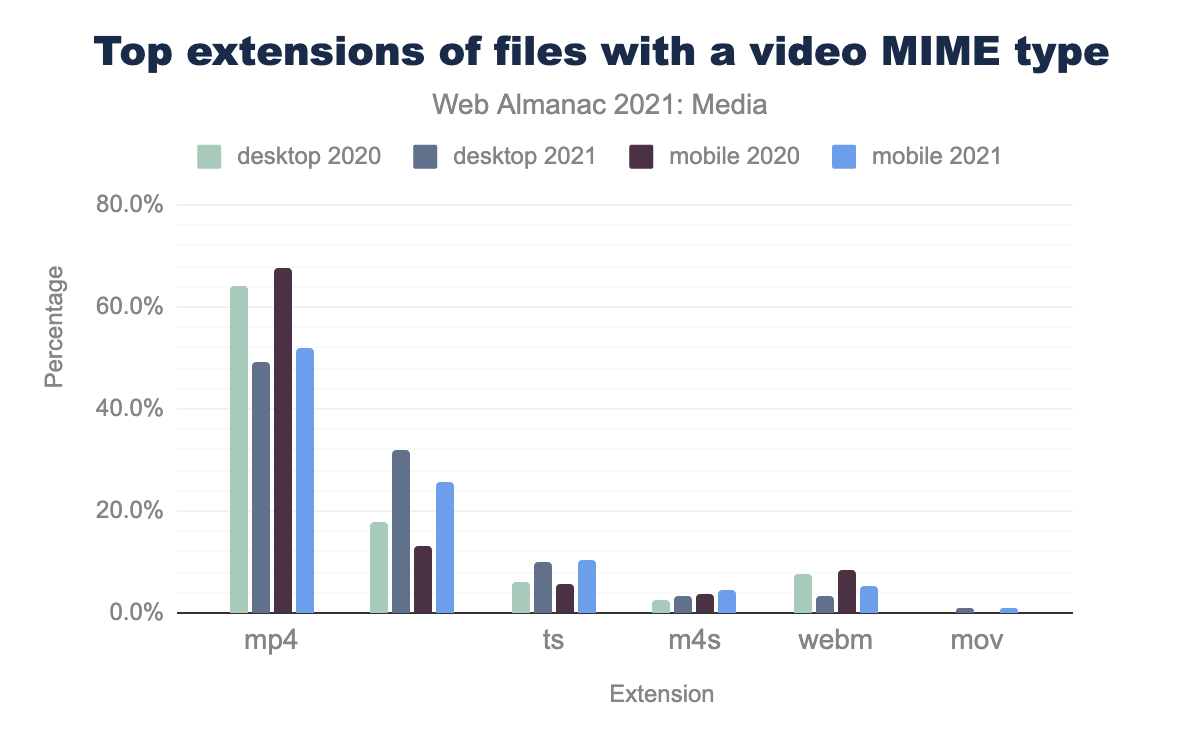 Top extensions of files with a video MIME type
Web Almanac 2021: Media
desktop 2020 desktop 2021 mobile 2020 mobile 2021
Percentage
80.0%
60.0%
40.0%
20.0%
0.0%
mp4 ts m4s webm mov
Extension